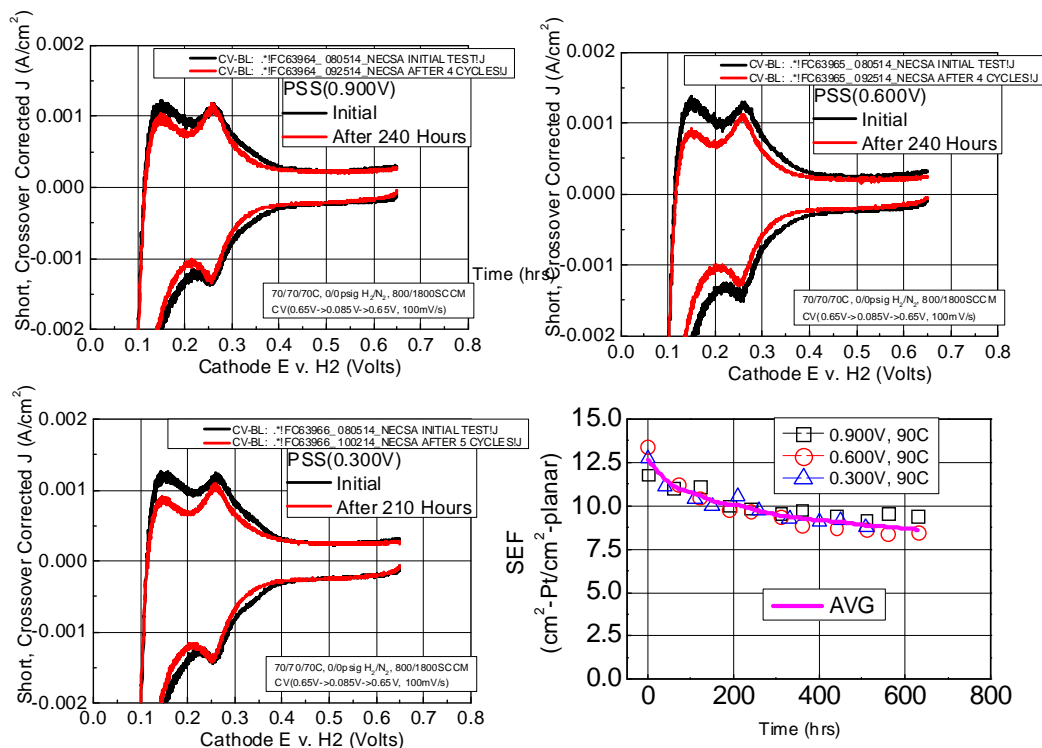 Short, Crossover Corrected J (A/cm²)
0.002
0.001
0.000
-0.001
-0.002
CV-BL: .*!FC63964_ 080514_NECSA INITIAL TEST!J
CV-BL: .*!FC63964_ 092514_NECSA AFTER 4 CYCLES!J
PSS(0.900V)
Initial
After 240 Hours
70/70/70C, 0/0psig H₂/N₂, 800/1800SCCM
CV(0.65V->0.085V->0.65V, 100mV/s)
0.0 0.1 0.2 0.3 0.4 0.5 0.6 0.7 0.8
Cathode E v. H2 (Volts)
Time (hrs)
Short, Crossover Corrected J (A/cm²)
0.002
0.001
0.000
-0.001
-0.002
CV-BL: .*!FC63965_ 080514_NECSA INITIAL TEST!J
CV-BL: .*!FC63965_ 092514_NECSA AFTER 4 CYCLES!J
PSS(0.600V)
Initial
After 240 Hours
70/70/70C, 0/0psig H₂/N₂, 800/1800SCCM
CV(0.65V->0.085V->0.65V, 100mV/s)
0.0 0.1 0.2 0.3 0.4 0.5 0.6 0.7 0.8
Cathode E v. H2 (Volts)
Short, Crossover Corrected J (A/cm²)
0.002
0.001
0.000
-0.001
-0.002
CV-BL: .*!FC63966_ 080514_NECSA INITIAL TEST!J
CV-BL: .*!FC63966_ 100214_NECSA AFTER 5 CYCLES!J
PSS(0.300V)
Initial
After 210 Hours
70/70/70C, 0/0psig H₂/N₂, 800/1800SCCM
CV(0.65V->0.085V->0.65V, 100mV/s)
0.0 0.1 0.2 0.3 0.4 0.5 0.6 0.7 0.8
Cathode E v. H2 (Volts)
SEF
(cm²-Pt/cm²-planar)
15.0
12.5
10.0
7.5
5.0
2.5
0.0
0.900V, 90C
0.600V, 90C
0.300V, 90C
AVG
0 200 400 600 800
Time (hrs)